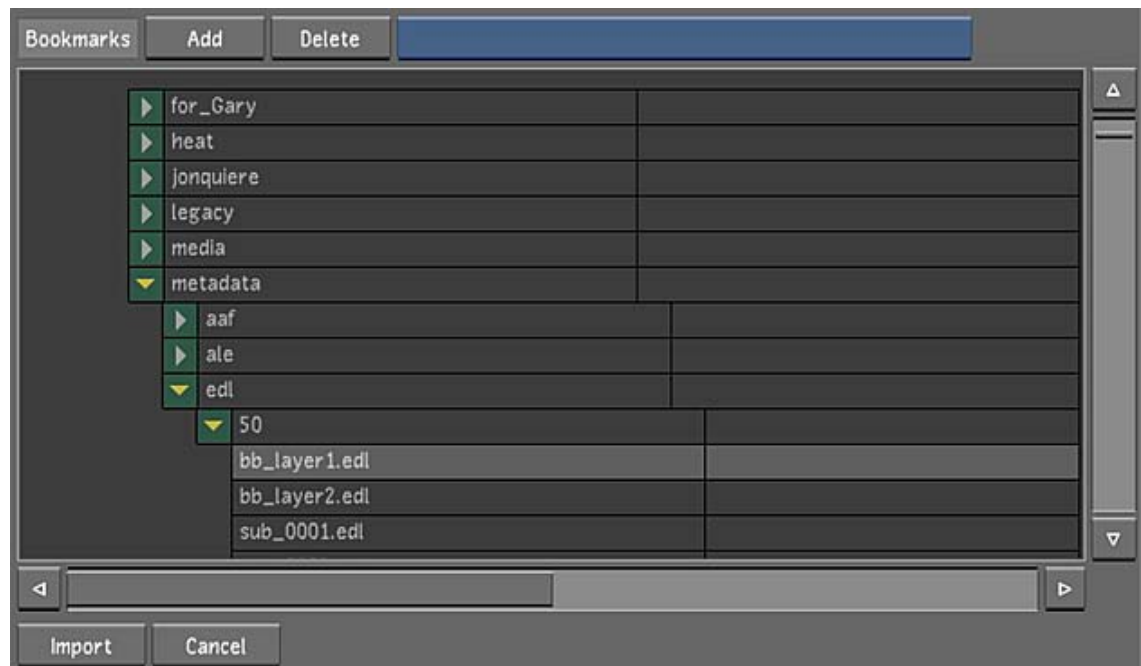 Bookmarks Add Delete
for_Gary
heat
jonquiere
legacy
media
metadata
aaf
ale
edl
50
bb_layer1.edl
bb_layer2.edl
sub_0001.edl
Import Cancel